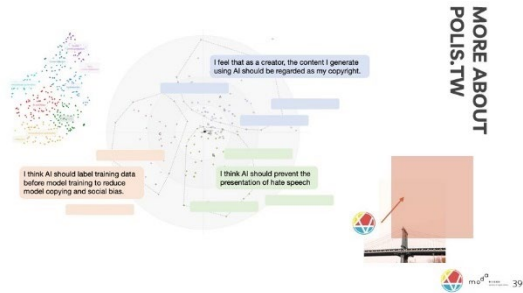 MORE ABOUT
POLIS.TW
I feel that as a creator, the content I generate
using AI should be regarded as my copyright.
I think AI should label training data
before model training to reduce
model copying and social bias.
I think AI should prevent the
presentation of hate speech
moda
39